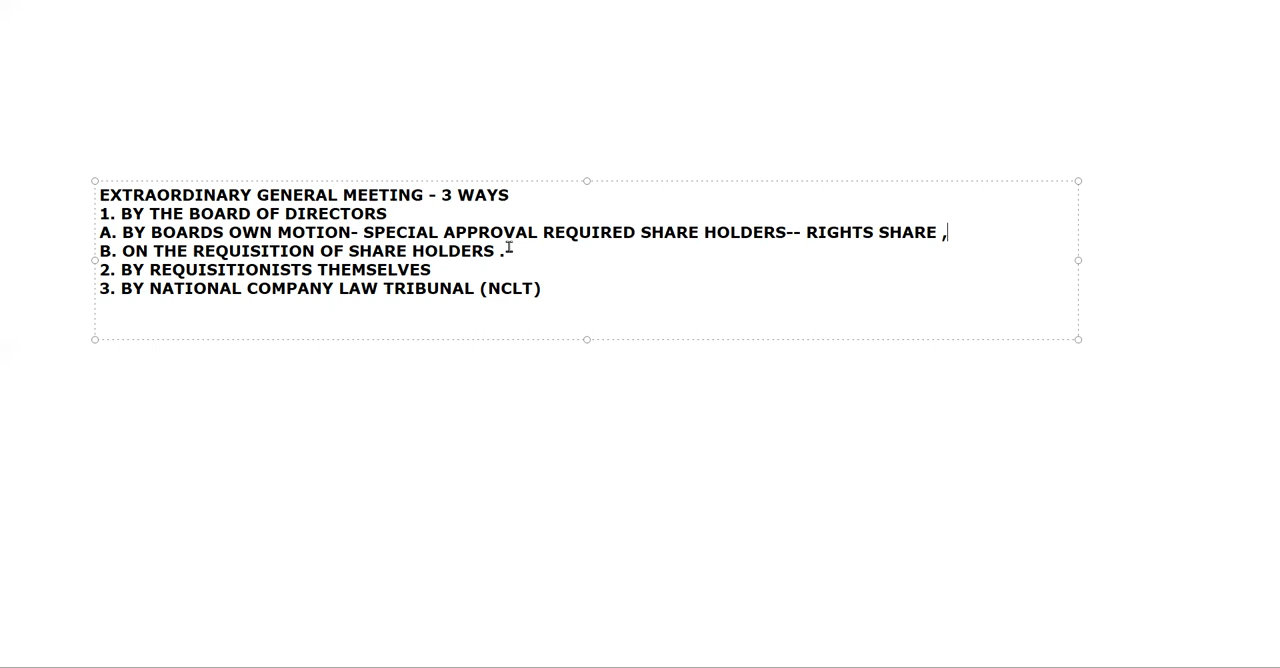 EXTRAORDINARY GENERAL MEETING - 3 WAYS
1. BY THE BOARD OF DIRECTORS
A. BY BOARDS OWN MOTION- SPECIAL APPROVAL REQUIRED SHARE HOLDERS-- RIGHTS SHARE ,
B. ON THE REQUISITION OF SHARE HOLDERS .
2. BY REQUISITIONISTS THEMSELVES
3. BY NATIONAL COMPANY LAW TRIBUNAL (NCLT)